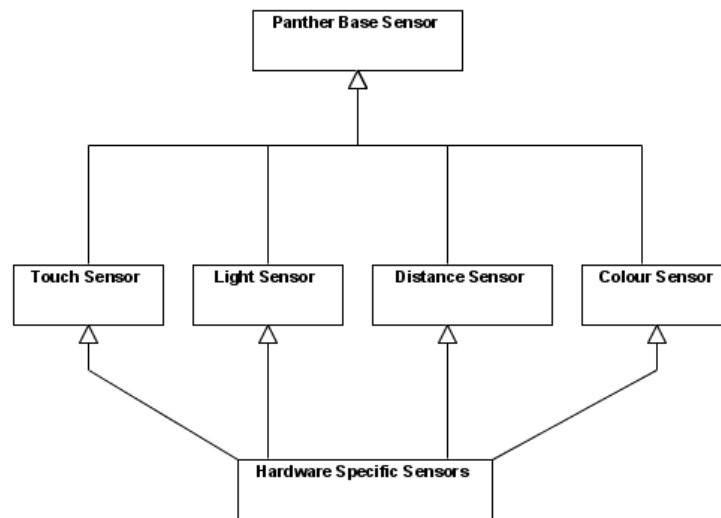 Panther Base Sensor
Touch Sensor
Light Sensor
Distance Sensor
Colour Sensor
Hardware Specific Sensors